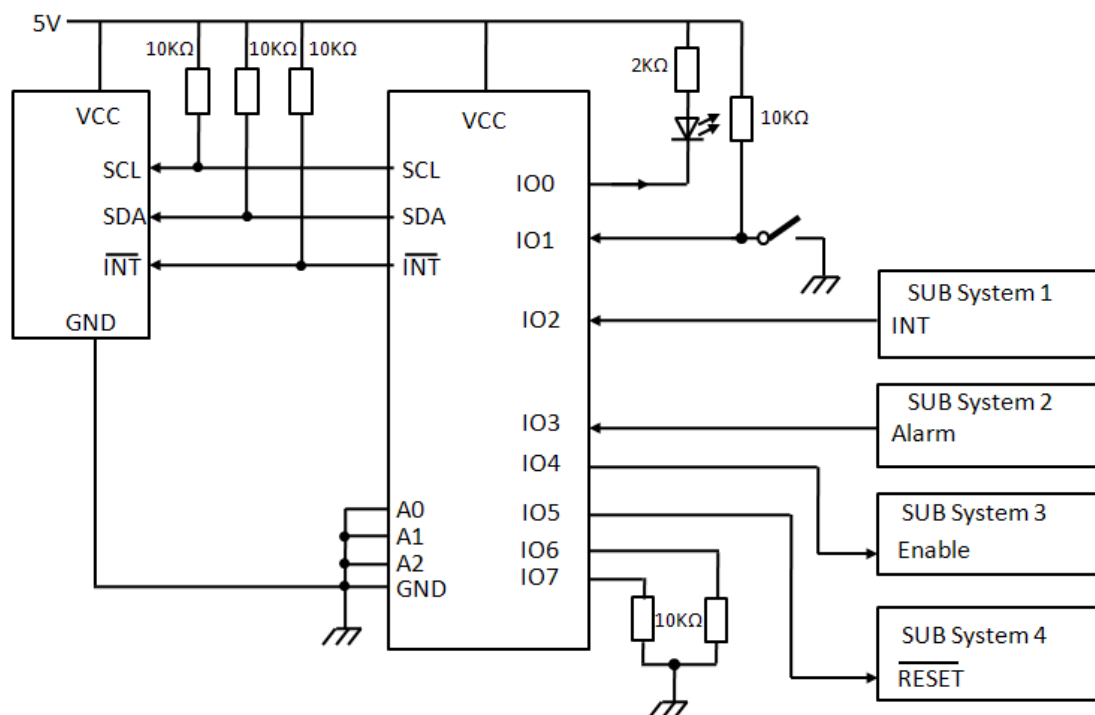 5V
10KΩ 10KΩ 10KΩ
2KΩ
10KΩ
VCC
SCL
SDA
INT
GND
VCC
SCL
SDA
INT
A0
A1
A2
GND
IO0
IO1
IO2
IO3
IO4
IO5
IO6
IO7
10KΩ
SUB System 1
INT
SUB System 2
Alarm
SUB System 3
Enable
SUB System 4
RESET